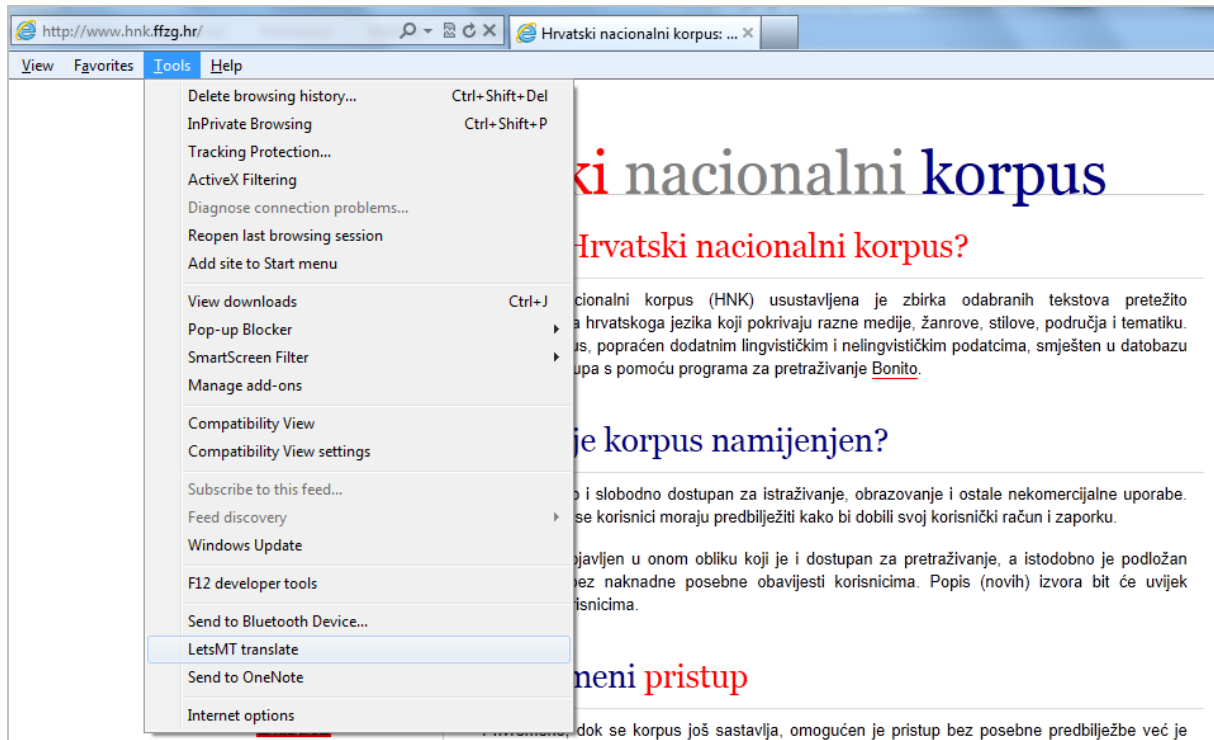 http://www.hnk.ffzg.hr/ Hrvatski nacionalni korpus: ...
View Favorites Tools Help
Delete browsing history... Ctrl+Shift+Del
InPrivate Browsing Ctrl+Shift+P
Tracking Protection...
ActiveX Filtering
Diagnose connection problems...
Reopen last browsing session
Add site to Start menu
View downloads Ctrl+J
Pop-up Blocker
SmartScreen Filter
Manage add-ons
Compatibility View
Compatibility View settings
Subscribe to this feed...
Feed discovery
Windows Update
F12 developer tools
Send to Bluetooth Device...
LetsMT translate
Send to OneNote
Internet options
ki nacionalni korpus
Hrvatski nacionalni korpus?
cionalni korpus (HNK) usustavljena je zbirka odabranih tekstova pretežito
a hrvatskoga jezika koji pokrivaju razne medije, žanrove, stilove, područja i tematiku.
us, popraćen dodatnim lingvističkim i nelingvističkim podatcima, smješten u datobazu
upa s pomoću programa za pretraživanje Bonito.
je korpus namijenjen?
i slobodno dostupan za istraživanje, obrazovanje i ostale nekomercijalne uporabe.
se korisnici moraju predbilježiti kako bi dobili svoj korisnički račun i zaporku.
javljen u onom obliku koji je i dostupan za pretraživanje, a istodobno je podložan
bez naknadne posebne obavijesti korisnicima. Popis (novih) izvora bit će uvijek
isnicima.
meni pristup
dok se korpus još sastavlja, omogućen je pristup bez posebne predbilježbe već je